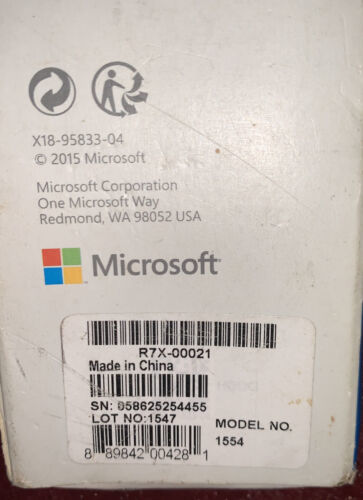 X18-95833-04
© 2015 Microsoft
Microsoft Corporation
One Microsoft Way
Redmond, WA 98052 USA
Microsoft
R7X-00021
Made in China
SN: 058625254455
LOT NO:1547
MODEL NO.
1554
8 89842 00428 1